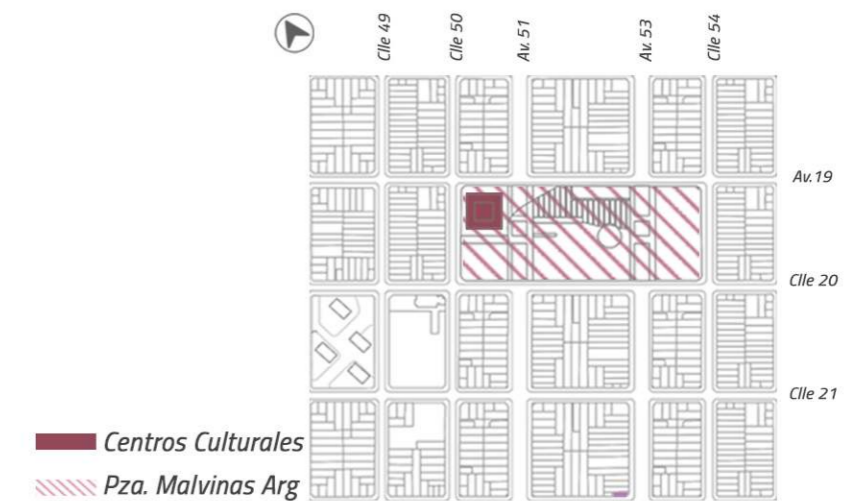 Clle 49
Clle 50
Av. 51
Av. 53
Clle 54
Av.19
Clle 20
Clle 21
Centros Culturales
Pza. Malvinas Arg